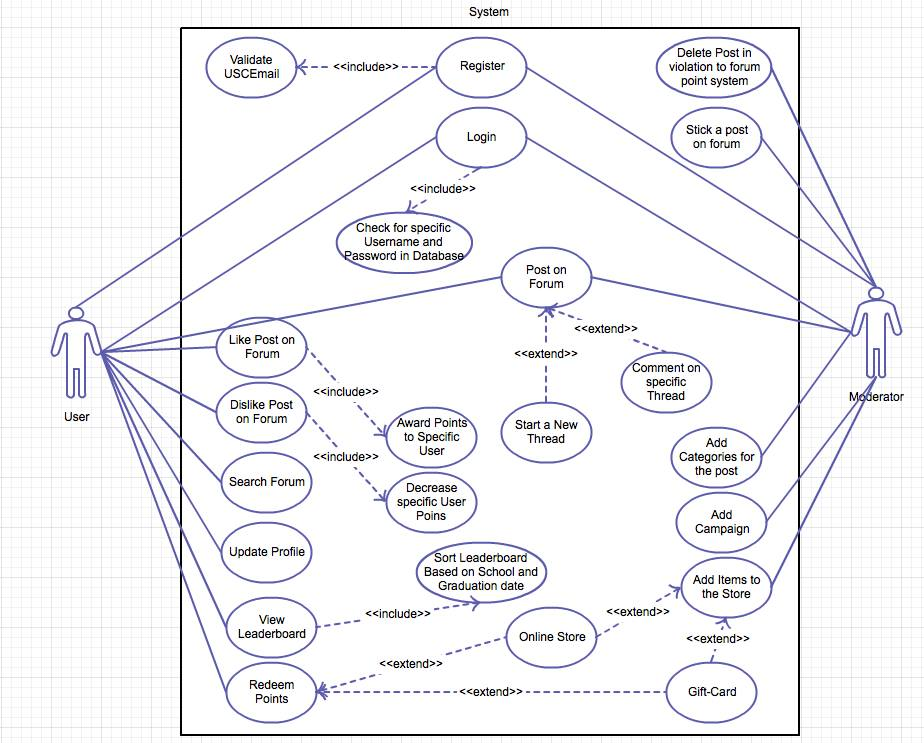 System
Validate
USCEmail
<<include>>
Register
Delete Post in
violation to forum
point system
Login
Stick a post
on forum
<<include>>
Check for specific
Username and
Password in Database
Post on
Forum
<<extend>>
<<extend>>
Like Post on
Forum
Comment on
specific
Thread
User
Moderator
<<include>>
Dislike Post
on Forum
Award Points
to Specific
User
Start a New
Thread
<<include>>
Add
Categories for
the post
Search Forum
Decrease
specific User
Poins
Add
Campaign
Update Profile
Sort Leaderboard
Based on School and
Graduation date
Add Items to
the Store
View
Leaderboard
<<include>>
<<extend>>
Online Store
<<extend>>
<<extend>>
Redeem
Points
<<extend>>
Gift-Card